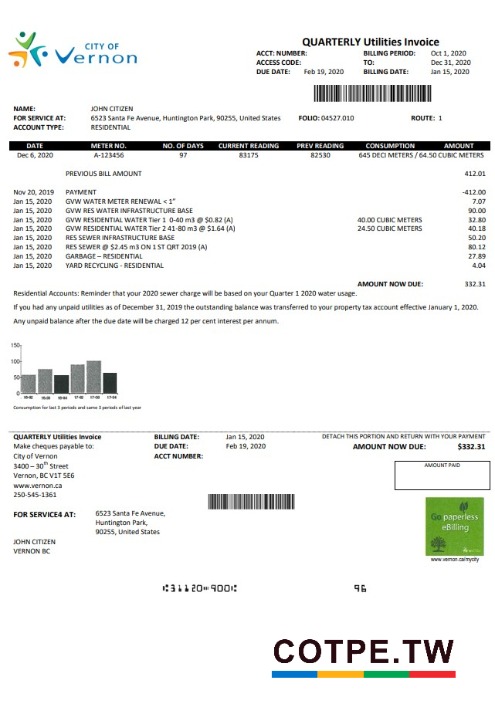 CITY OF
Vernon
QUARTERLY Utilities Invoice
ACCT: NUMBER: BILLING PERIOD: Oct 1, 2020
ACCESS CODE: TO: Dec 31, 2020
DUE DATE: Feb 19, 2020 BILLING DATE: Jan 15, 2020
NAME: JOHN CITIZEN
FOR SERVICE AT: 6523 Santa Fe Avenue, Huntington Park, 90255, United States FOLIO: 04527.010 ROUTE: 1
ACCOUNT TYPE: RESIDENTIAL
DATE METER NO. NO. OF DAYS CURRENT READING PREV READING CONSUMPTION AMOUNT
Dec 6, 2020 A-123456 97 83175 82530 645 DECI METERS / 64.50 CUBIC METERS
PREVIOUS BILL AMOUNT 412.01
Nov 20, 2019 PAYMENT -412.00
Jan 15, 2020 GVW WATER METER RENEWAL < 1" 7.07
Jan 15, 2020 GVW RES WATER INFRASTRUCTURE BASE 90.00
Jan 15, 2020 GVW RESIDENTIAL WATER Tier 1 0-40 m3 @ $0.82 (A) 40.00 CUBIC METERS 32.80
Jan 15, 2020 GVW RESIDENTIAL WATER Tier 2 41-80 m3 @ $1.64 (A) 24.50 CUBIC METERS 40.18
Jan 15, 2020 RES SEWER INFRASTRUCTURE BASE 50.20
Jan 15, 2020 RES SEWER @ $2.45 m3 ON 1 ST QRT 2019 (A) 80.12
Jan 15, 2020 GARBAGE – RESIDENTIAL 27.89
Jan 15, 2020 YARD RECYCLING - RESIDENTIAL 4.04
AMOUNT NOW DUE: 332.31
Residential Accounts: Reminder that your 2020 sewer charge will be based on your Quarter 1 2020 water usage.
If you had any unpaid utilities as of December 31, 2019 the outstanding balance was transferred to your property tax account effective January 1, 2020.
Any unpaid balance after the due date will be charged 12 per cent interest per annum.
150
100
50
0
Consumption for last 3 periods and same 3 periods of last year
QUARTERLY Utilities Invoice BILLING DATE: Jan 15, 2020 DETACH THIS PORTION AND RETURN WITH YOUR PAYMENT
Make cheques payable to: DUE DATE: Feb 19, 2020 AMOUNT NOW DUE: $332.31
City of Vernon ACCT NUMBER:
3400 – 30th Street AMOUNT PAID
Vernon, BC V1T 5E6
www.vernon.ca
250-545-1361
FOR SERVICE4 AT: 6523 Santa Fe Avenue,
Huntington Park,
90255, United States
Go paperless
eBilling
JOHN CITIZEN
VERNON BC
www.vernon.ca/mycity
⑆31120⑉900⑆ 96
COTPE.TW